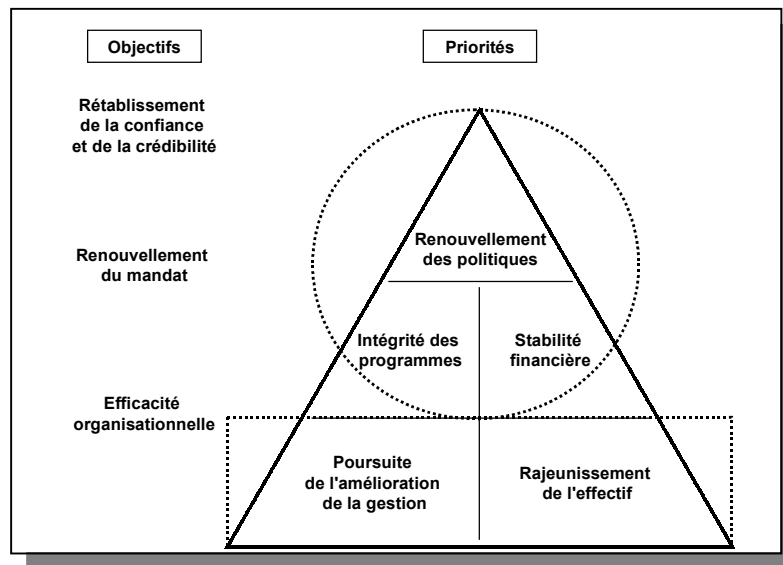 Objectifs
Priorités
Rétablissement
de la confiance
et de la crédibilité
Renouvellement
du mandat
Efficacité
organisationnelle
Renouvellement
des politiques
Intégrité des
programmes
Stabilité
financière
Poursuite
de l'amélioration
de la gestion
Rajeunissement
de l'effectif